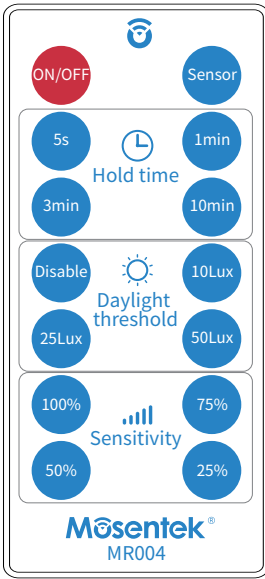 ON/OFF
Sensor
5s
1min
Hold time
3min
10min
Disable
10Lux
Daylight
threshold
25Lux
50Lux
100%
75%
Sensitivity
50%
25%
Mosentek®
MR004